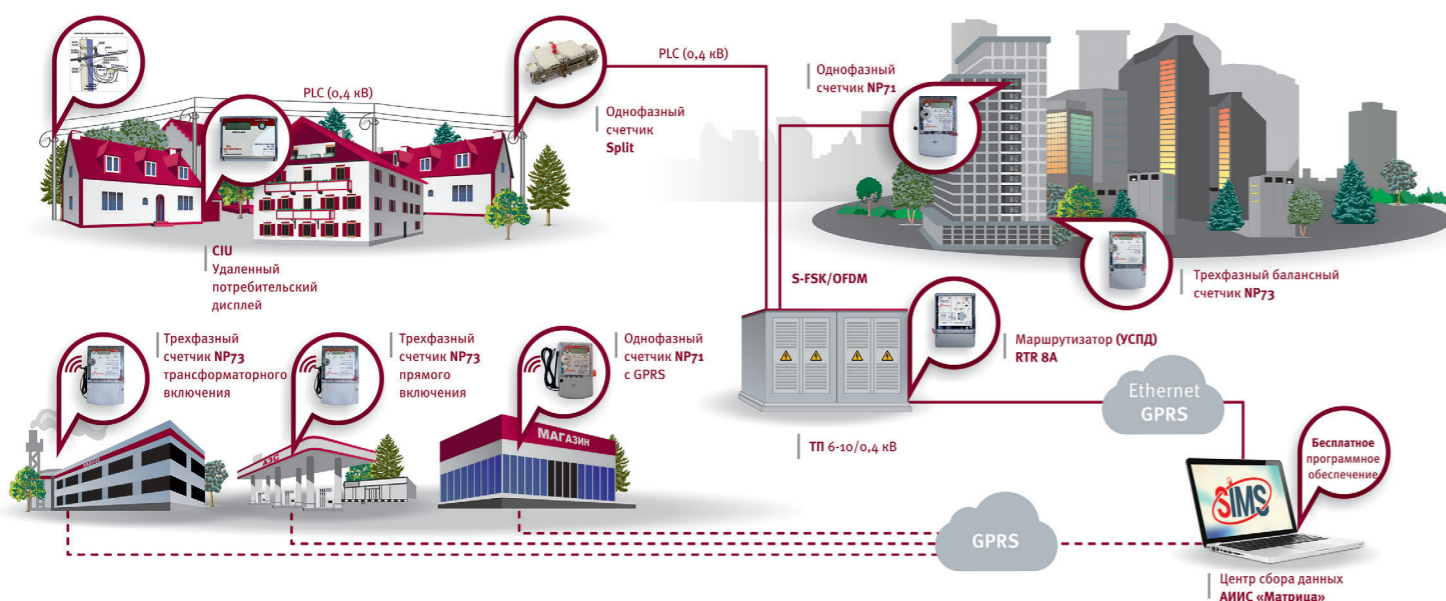 PLC (0,4 кВ)
Однофазный
счетчик
Split
PLC (0,4 кВ)
Однофазный
счетчик NP71
CIU
Удаленный
потребительский
дисплей
S-FSK/OFDM
Трехфазный балансный
счетчик NP73
Трехфазный
счетчик NP73
трансформаторного
включения
Трехфазный
счетчик NP73
прямого
включения
Однофазный
счетчик NP71
с GPRS
Маршрутизатор (УСПД)
RTR 8A
Ethernet
GPRS
АЗС
МАГАЗИН
ТП 6-10/0,4 кВ
Бесплатное
программное
обеспечение
SIMS
GPRS
Центр сбора данных
АИИС «Матрица»